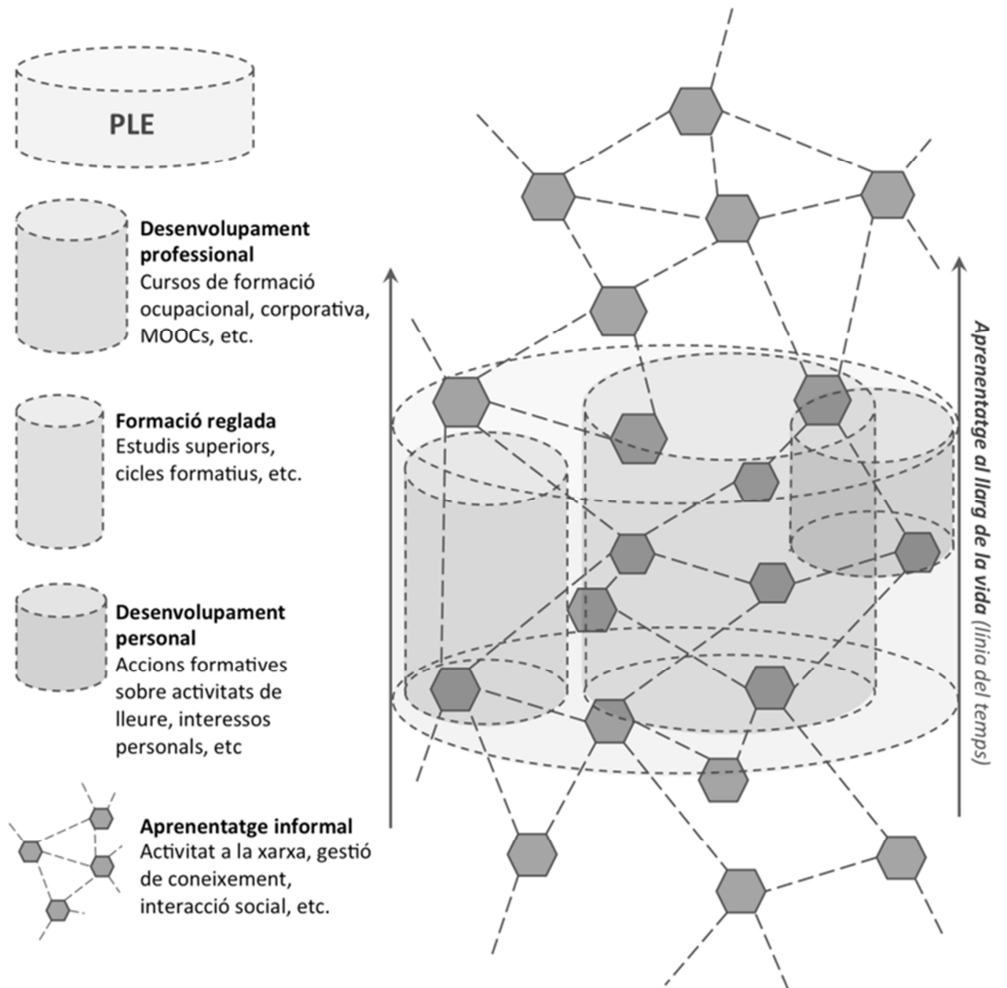 PLE
Desenvolupament
professional
Cursos de formació
ocupacional, corporativa,
MOOCs, etc.
Formació reglada
Estudis superiors,
cicles formatius, etc.
Desenvolupament
personal
Accions formatives
sobre activitats de
lleure, interessos
personals, etc
Aprenentatge informal
Activitat a la xarxa, gestió
de coneixement,
interacció social, etc.
Aprenentatge al llarg de la vida (línia del temps)